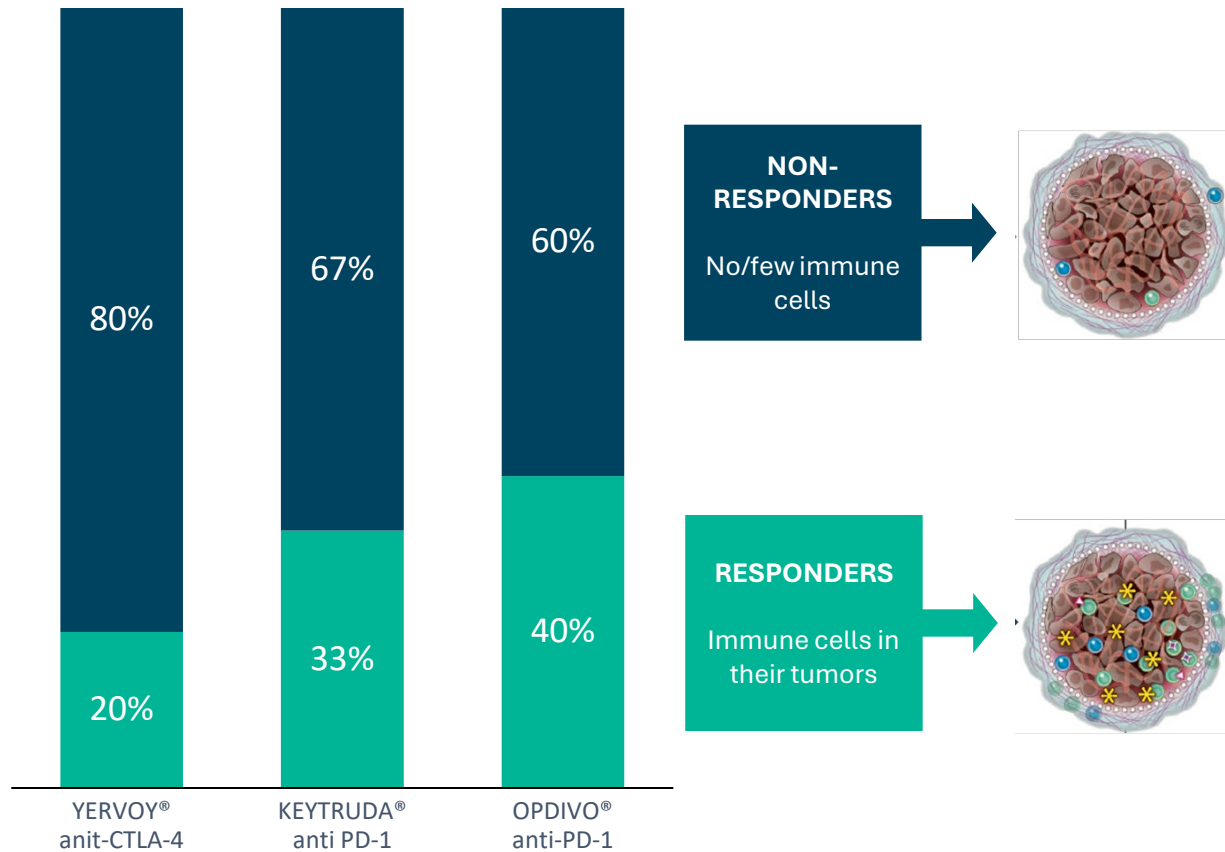 80%
67%
60%
20%
33%
40%
YERVOY®
anit-CTLA-4
KEYTRUDA®
anti PD-1
OPDIVO®
anti-PD-1
NON-
RESPONDERS
No/few immune
cells
RESPONDERS
Immune cells in
their tumors